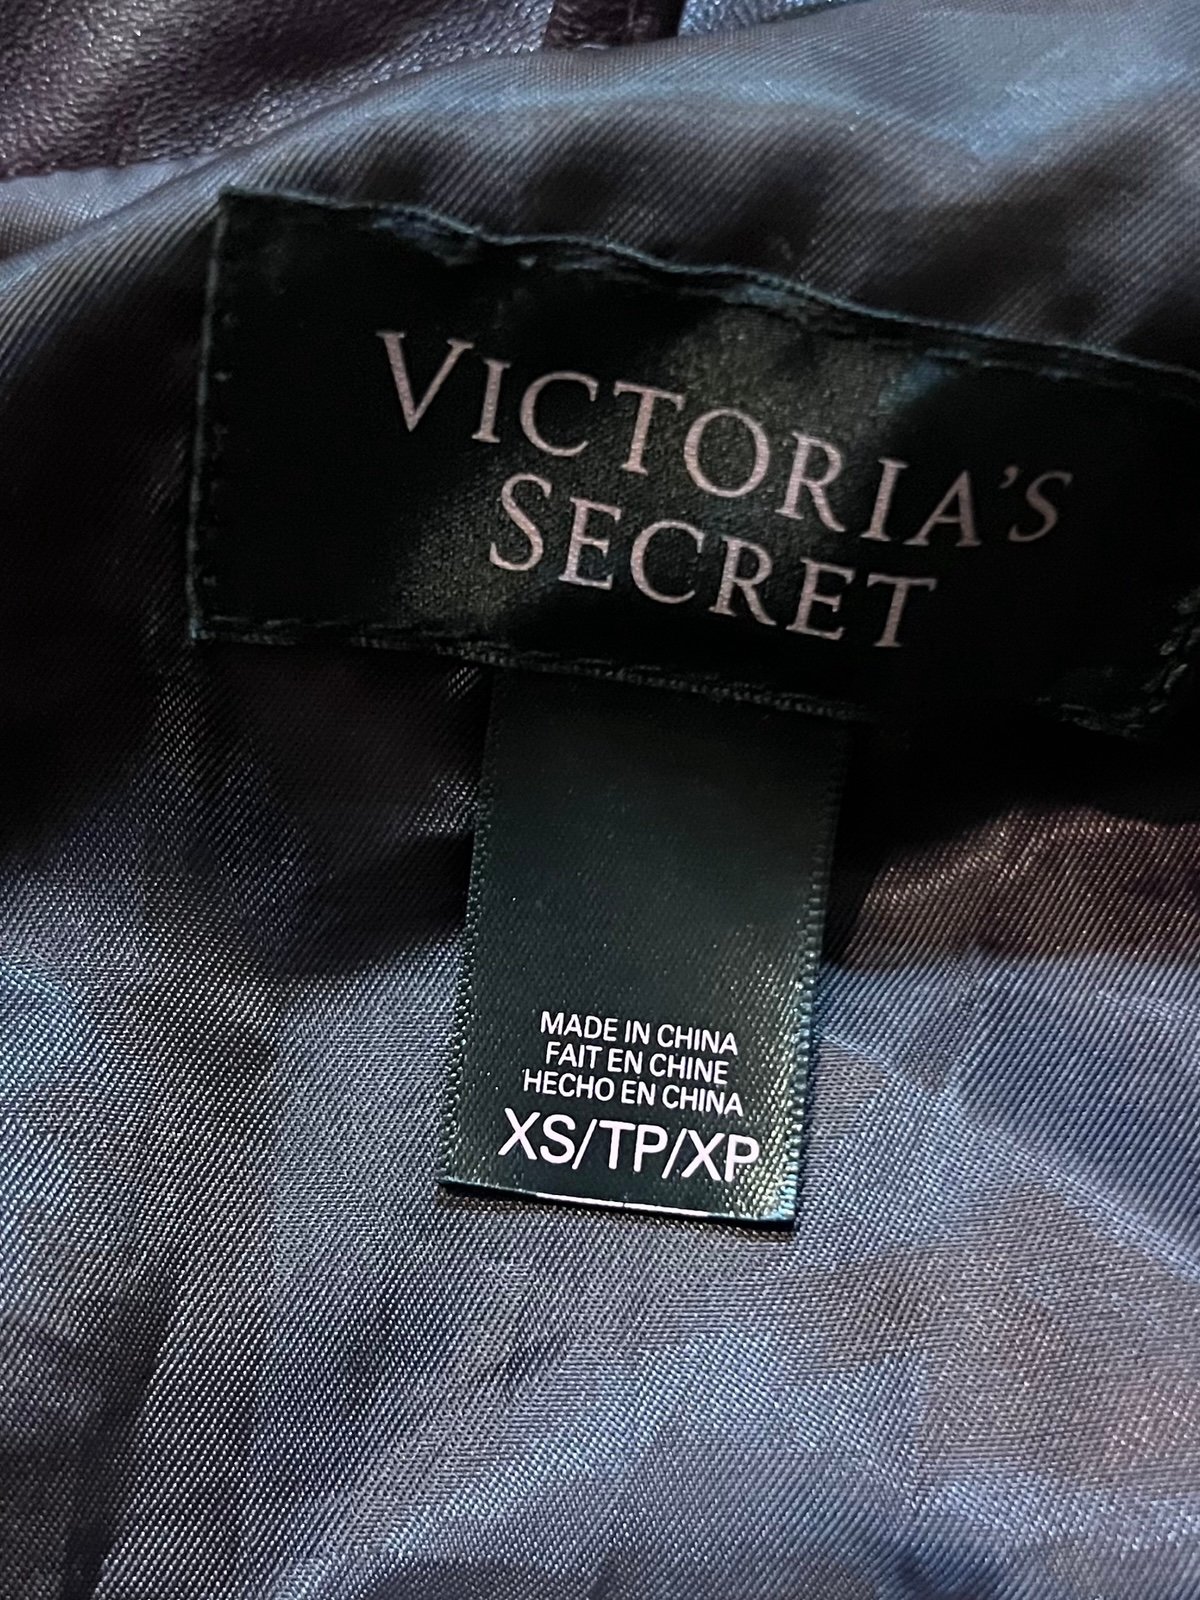 VICTORIA'S
SECRET
MADE IN CHINA
FAIT EN CHINE
HECHO EN CHINA
XS/TP/XP